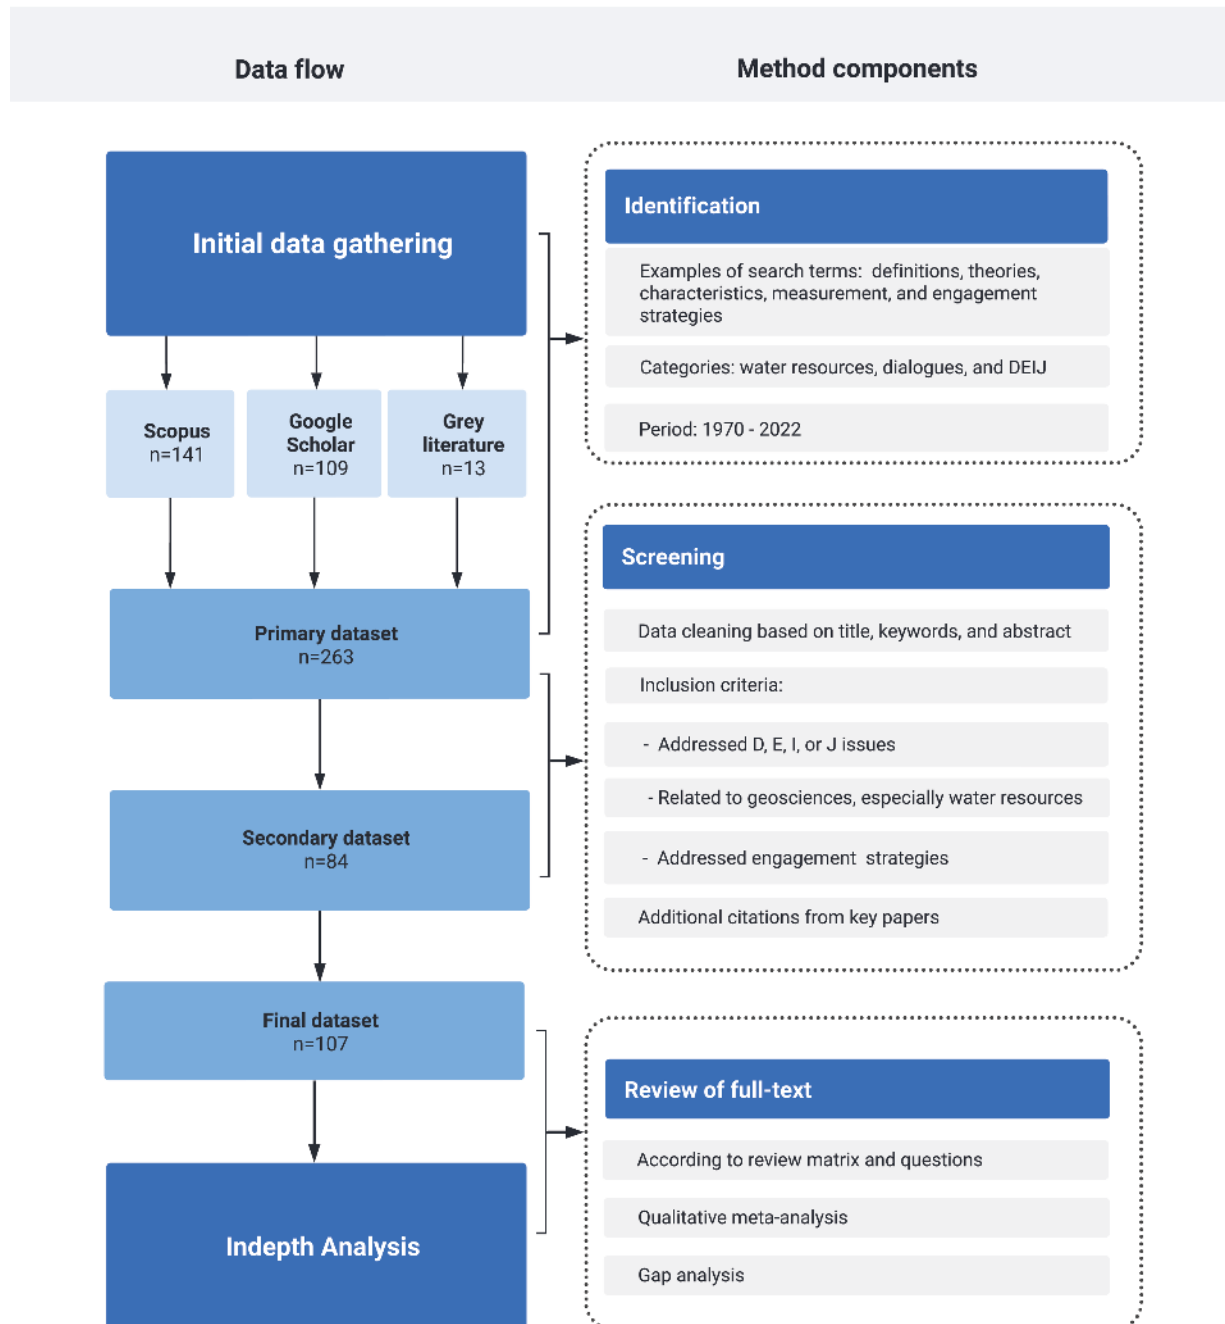 Data flow
Method components
Initial data gathering
Scopus
n=141
Google
Scholar
n=109
Grey
literature
n=13
Primary dataset
n=263
Secondary dataset
n=84
Final dataset
n=107
Indepth Analysis
Identification
Examples of search terms: definitions, theories,
characteristics, measurement, and engagement
strategies
Categories: water resources, dialogues, and DEIJ
Period: 1970 - 2022
Screening
Data cleaning based on title, keywords, and abstract
Inclusion criteria:
- Addressed D, E, I, or J issues
- Related to geosciences, especially water resources
- Addressed engagement strategies
Additional citations from key papers
Review of full-text
According to review matrix and questions
Qualitative meta-analysis
Gap analysis